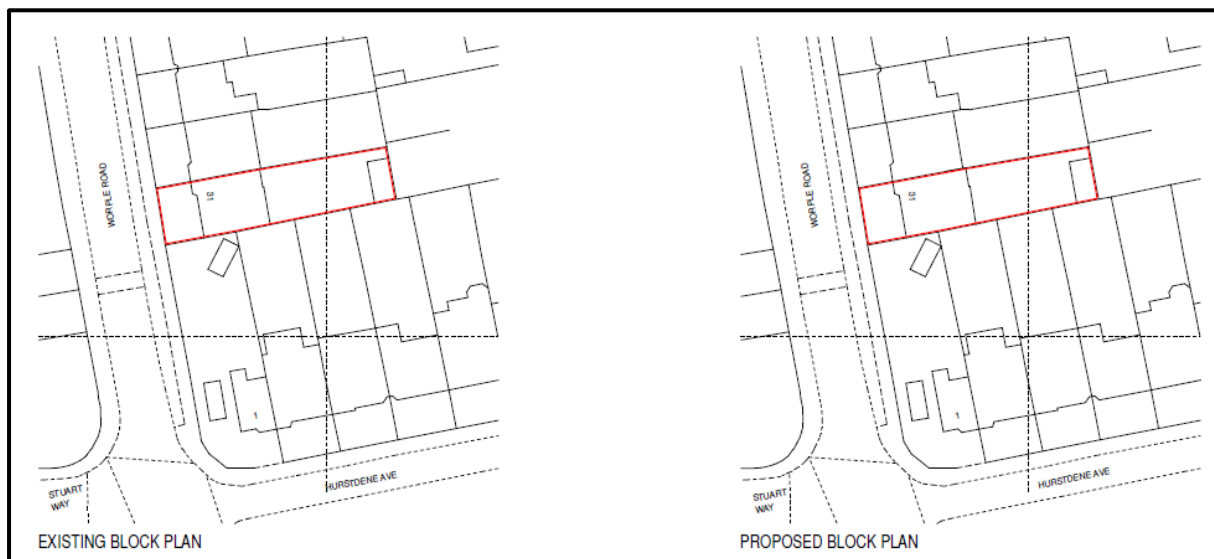 WORPLE ROAD
31
1
STUART
WAY
HURSTDENE AVE
EXISTING BLOCK PLAN
WORPLE ROAD
31
1
STUART
WAY
HURSTDENE AVE
PROPOSED BLOCK PLAN